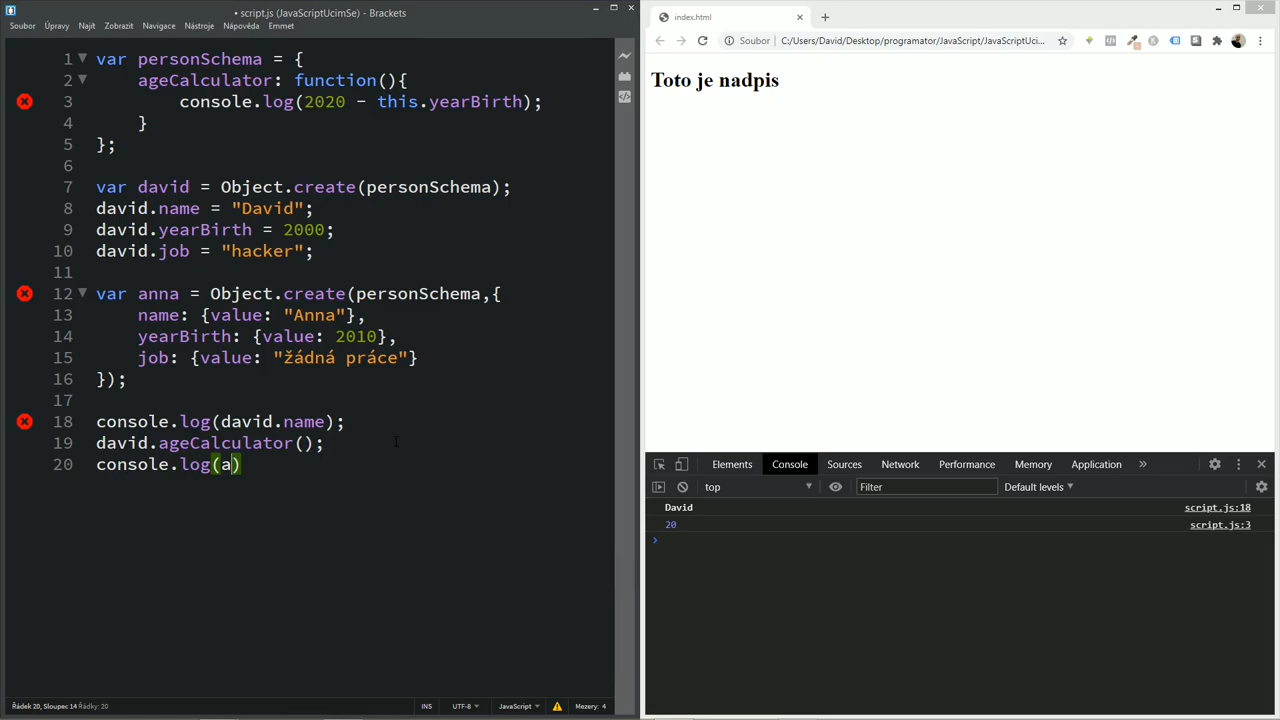 • script.js (JavaScriptUcimSe) - Brackets
Soubor Úpravy Najít Zobrazit Navigace Nástroje Nápověda Emmet
1 var personSchema = {
2 ageCalculator: function(){
3 console.log(2020 - this.yearBirth);
4 }
5 };
6
7 var david = Object.create(personSchema);
8 david.name = "David";
9 david.yearBirth = 2000;
10 david.job = "hacker";
11
12 var anna = Object.create(personSchema,{
13 name: {value: "Anna"},
14 yearBirth: {value: 2010},
15 job: {value: "žádná práce"}
16 });
17
18 console.log(david.name);
19 david.ageCalculator();
20 console.log(a)
Řádek 20, Sloupec 14 Řádky: 20
INS UTF-8 JavaScript Mezery: 4
index.html
Soubor C:/Users/David/Desktop/programator/JavaScript/JavaScriptUci...
Toto je nadpis
Elements Console Sources Network Performance Memory Application »
top Filter Default levels
David script.js:18
20 script.js:3